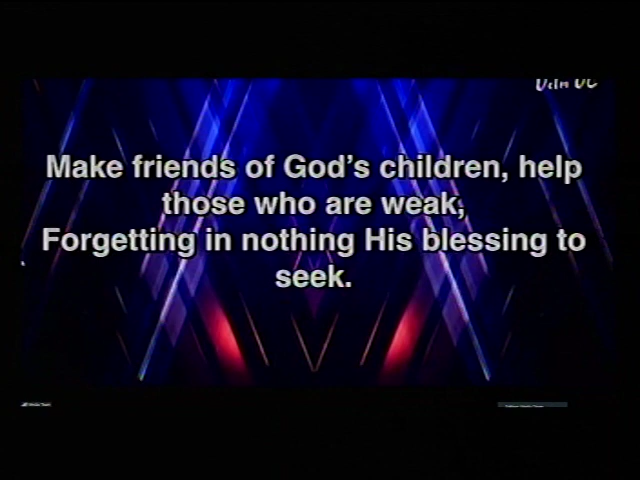 Make friends of God's children, help
those who are weak,
Forgetting in nothing His blessing to
seek.